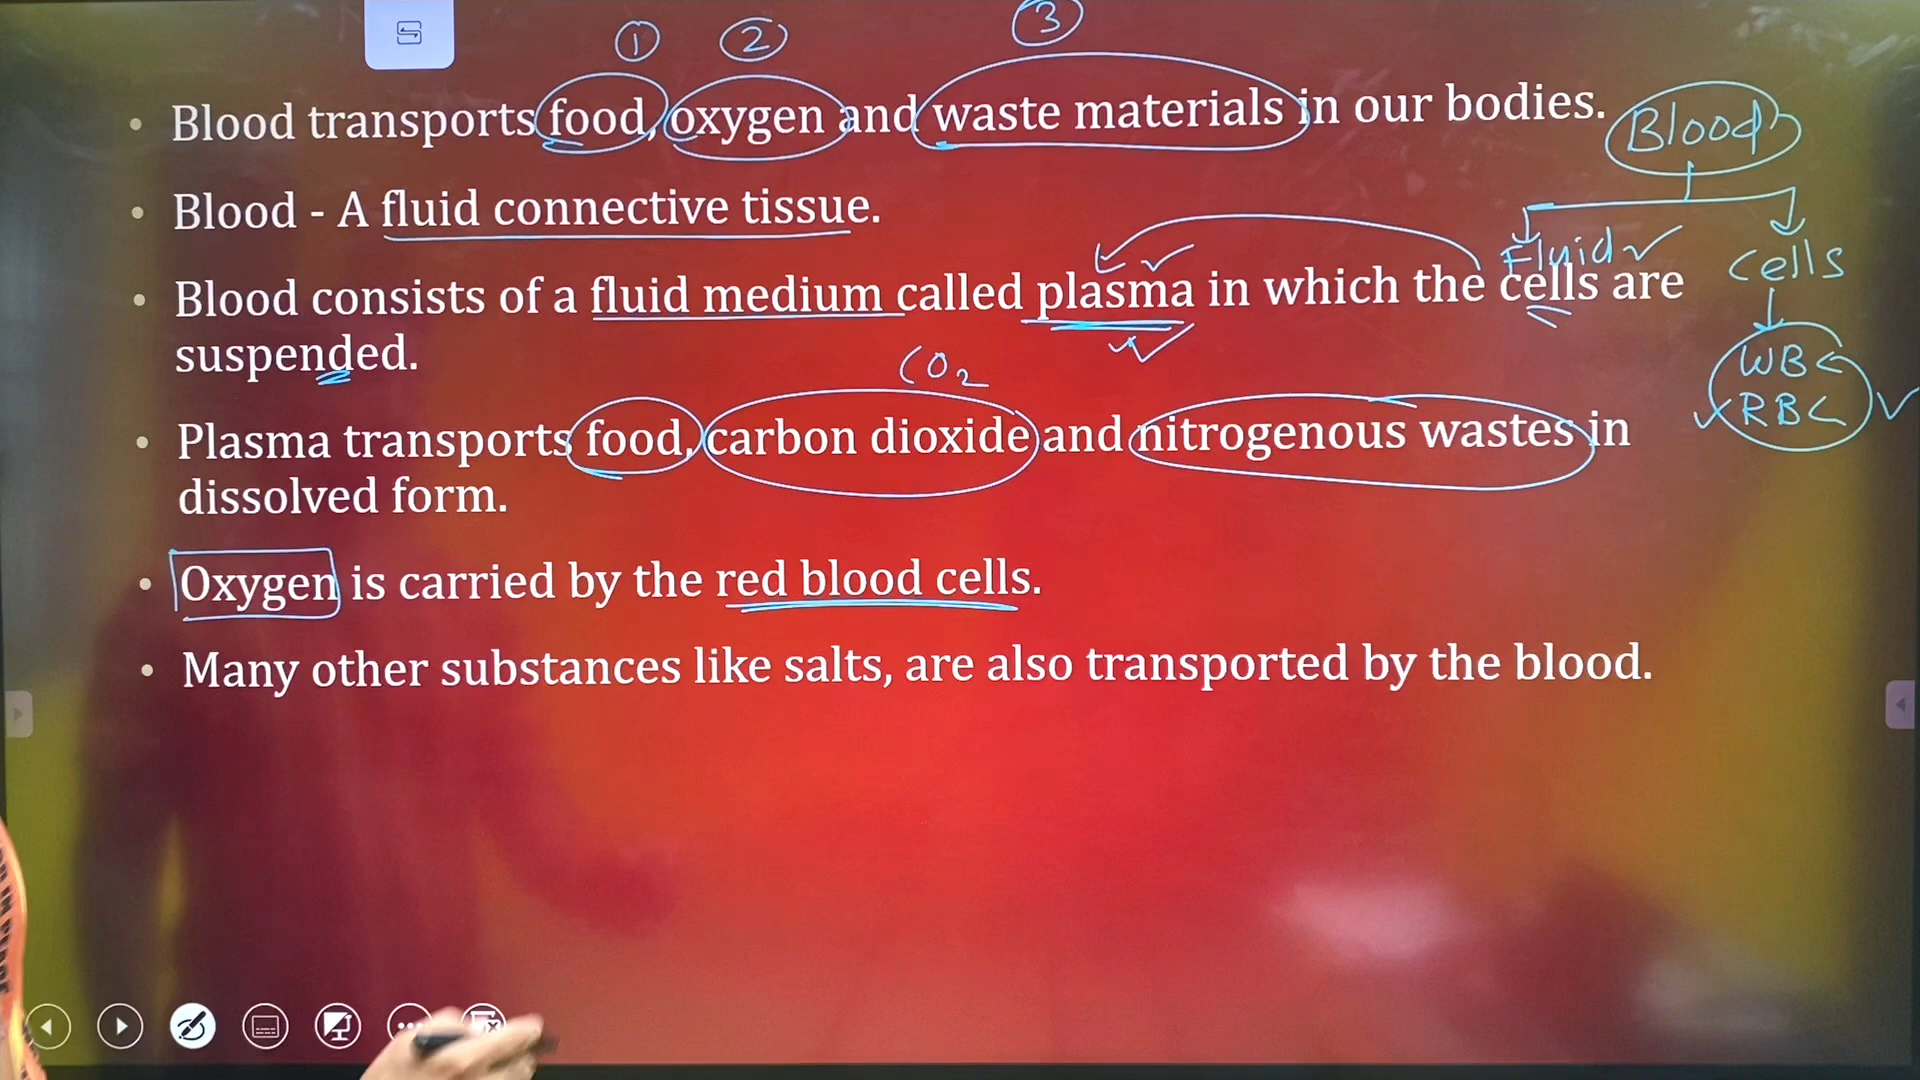 ① ② ③
• Blood transports food, oxygen and waste materials in our bodies.
Blood
• Blood - A fluid connective tissue.
Fluid
cells
• Blood consists of a fluid medium called plasma in which the cells are
suspended.
WBC
RBC
CO2
• Plasma transports food, carbon dioxide and nitrogenous wastes in
dissolved form.
• Oxygen is carried by the red blood cells.
• Many other substances like salts, are also transported by the blood.